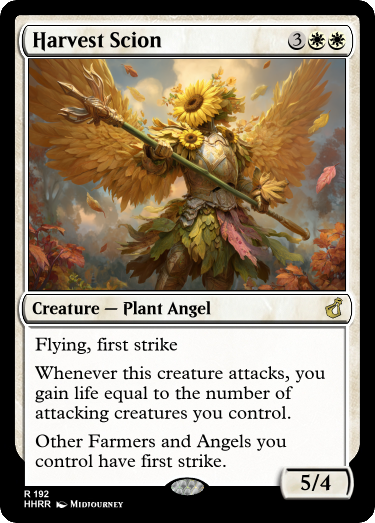 Harvest Scion 3
Creature — Plant Angel
Flying, first strike
Whenever this creature attacks, you
gain life equal to the number of
attacking creatures you control.
Other Farmers and Angels you
control have first strike.
5/4
R 192
HHRR Midjourney